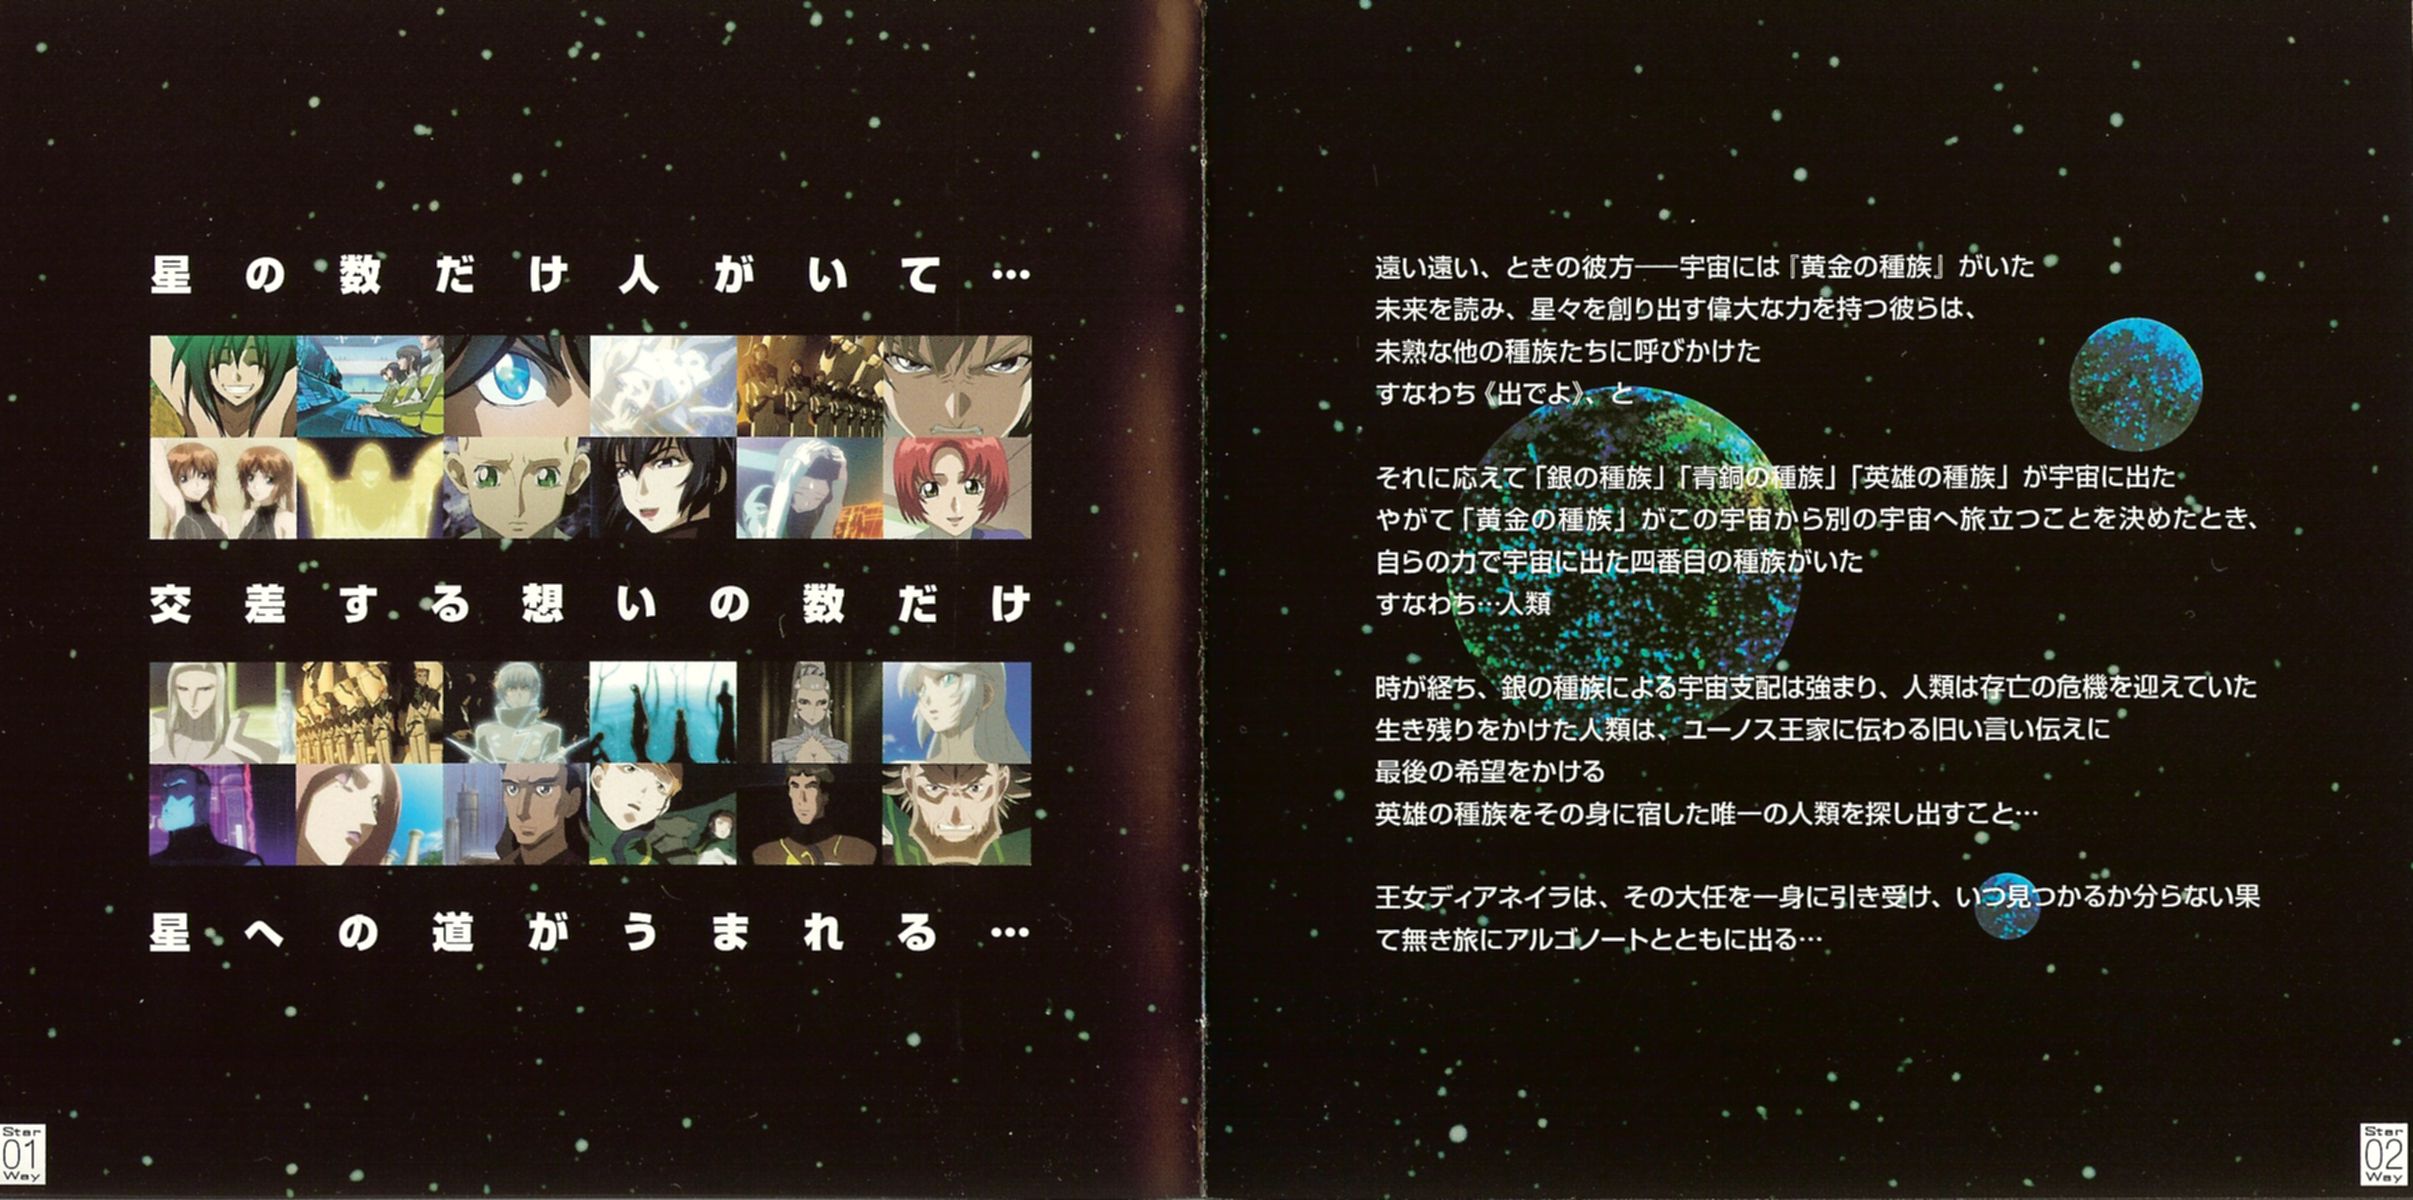 星の数だけ人がいて…
交差する想いの数だけ
星への道がうまれる…
Star
01
Way
遠い遠い、ときの彼方――宇宙には『黄金の種族』がいた
未来を読み、星々を創り出す偉大な力を持つ彼らは、
未熟な他の種族たちに呼びかけた
すなわち《出でよ》、と
それに応えて「銀の種族」「青銅の種族」「英雄の種族」が宇宙に出た
やがて「黄金の種族」がこの宇宙から別の宇宙へ旅立つことを決めたとき、
自らの力で宇宙に出た四番目の種族がいた
すなわち…人類
時が経ち、銀の種族による宇宙支配は強まり、人類は存亡の危機を迎えていた
生き残りをかけた人類は、ユーノス王家に伝わる旧い言い伝えに
最後の希望をかける
英雄の種族をその身に宿した唯一の人類を探し出すこと…
王女ディアネイラは、その大任を一身に引き受け、いつ見つかるか分らない果
て無き旅にアルゴノートとともに出る…
Star
02
Way